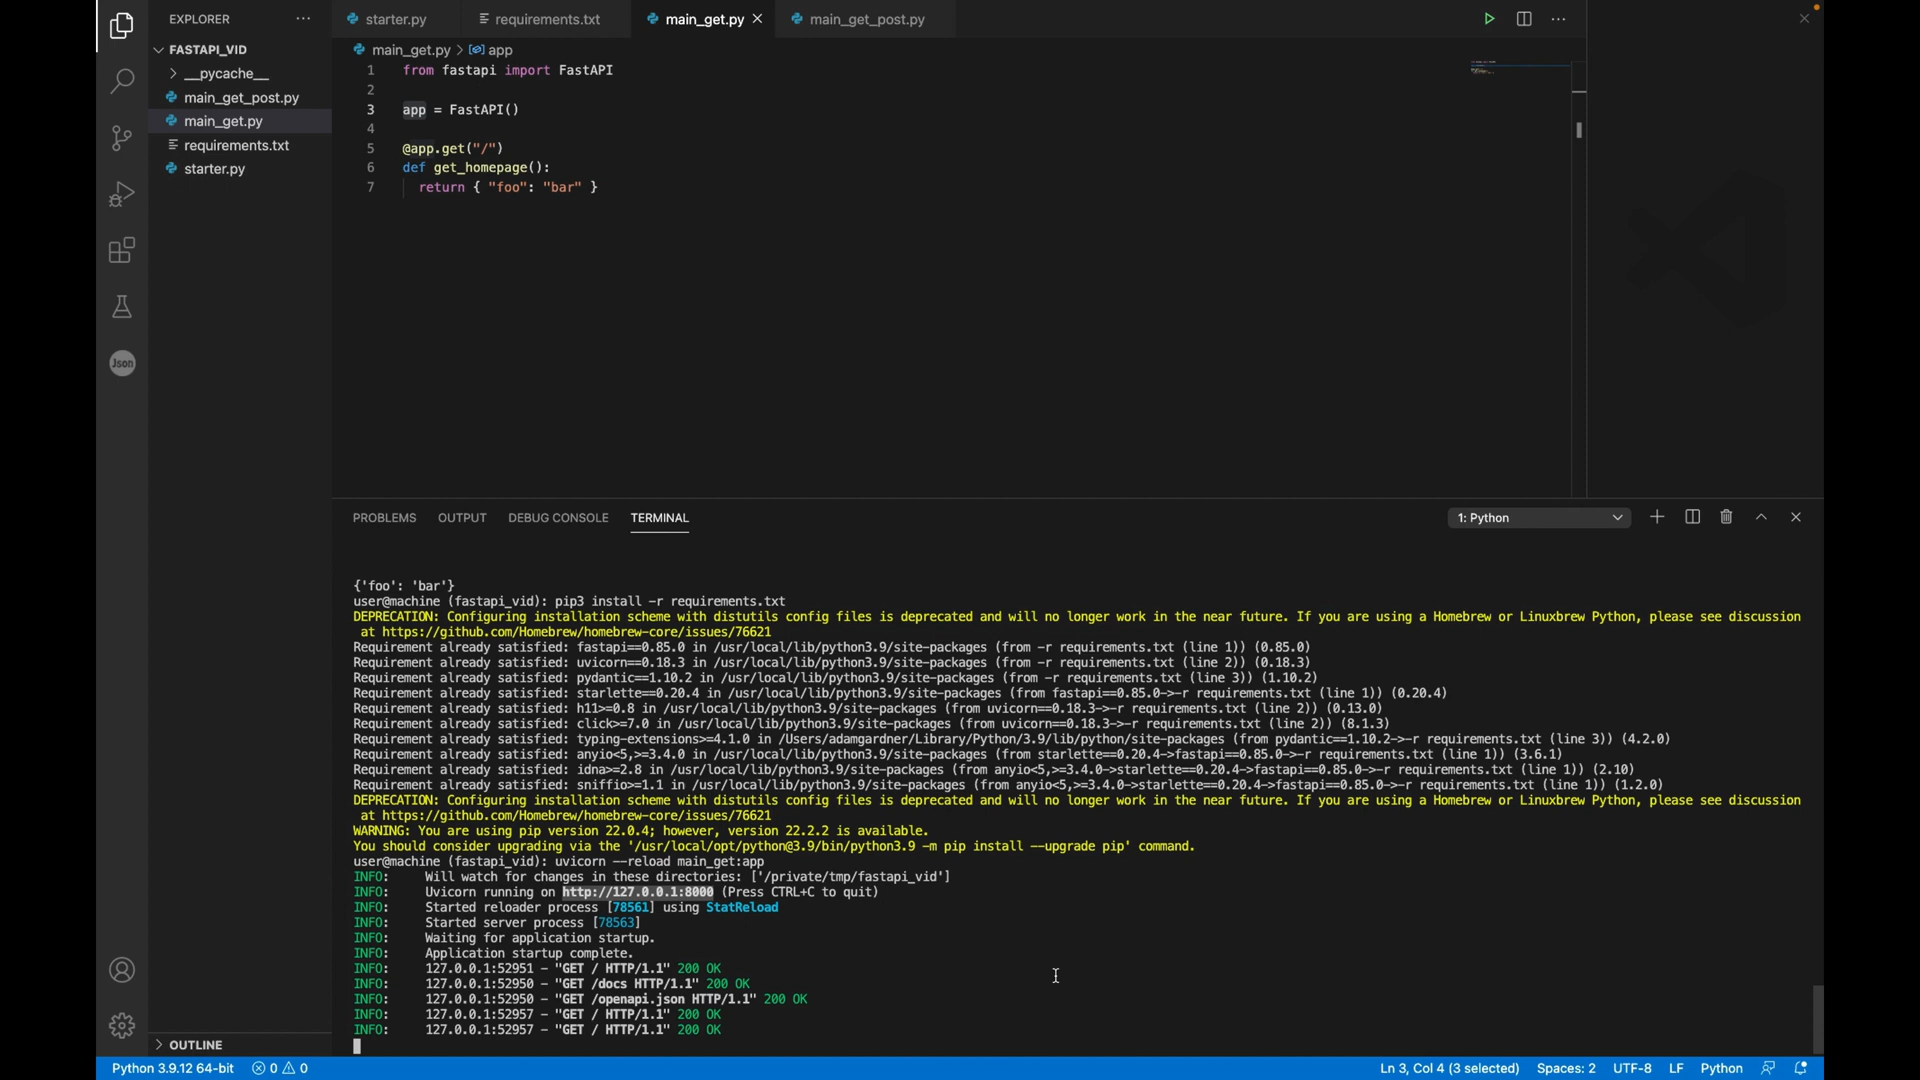 EXPLORER
FASTAPI_VID
__pycache__
main_get_post.py
main_get.py
requirements.txt
starter.py
Json
OUTLINE
starter.py
requirements.txt
main_get.py
main_get_post.py
main_get.py > app
1 from fastapi import FastAPI
2
3 app = FastAPI()
4
5 @app.get("/")
6 def get_homepage():
7 return { "foo": "bar" }
PROBLEMS OUTPUT DEBUG CONSOLE TERMINAL
1: Python
{'foo': 'bar'}
user@machine (fastapi_vid): pip3 install -r requirements.txt
DEPRECATION: Configuring installation scheme with distutils config files is deprecated and will no longer work in the near future. If you are using a Homebrew or Linuxbrew Python, please see discussion
at https://github.com/Homebrew/homebrew-core/issues/76621
Requirement already satisfied: fastapi==0.85.0 in /usr/local/lib/python3.9/site-packages (from -r requirements.txt (line 1)) (0.85.0)
Requirement already satisfied: uvicorn==0.18.3 in /usr/local/lib/python3.9/site-packages (from -r requirements.txt (line 2)) (0.18.3)
Requirement already satisfied: pydantic==1.10.2 in /usr/local/lib/python3.9/site-packages (from -r requirements.txt (line 3)) (1.10.2)
Requirement already satisfied: starlette==0.20.4 in /usr/local/lib/python3.9/site-packages (from fastapi==0.85.0->-r requirements.txt (line 1)) (0.20.4)
Requirement already satisfied: h11>=0.8 in /usr/local/lib/python3.9/site-packages (from uvicorn==0.18.3->-r requirements.txt (line 2)) (0.13.0)
Requirement already satisfied: click>=7.0 in /usr/local/lib/python3.9/site-packages (from uvicorn==0.18.3->-r requirements.txt (line 2)) (8.1.3)
Requirement already satisfied: typing-extensions>=4.1.0 in /Users/adamgardner/Library/Python/3.9/lib/python/site-packages (from pydantic==1.10.2->-r requirements.txt (line 3)) (4.2.0)
Requirement already satisfied: anyio<5,>=3.4.0 in /usr/local/lib/python3.9/site-packages (from starlette==0.20.4->fastapi==0.85.0->-r requirements.txt (line 1)) (3.6.1)
Requirement already satisfied: idna>=2.8 in /usr/local/lib/python3.9/site-packages (from anyio<5,>=3.4.0->starlette==0.20.4->fastapi==0.85.0->-r requirements.txt (line 1)) (2.10)
Requirement already satisfied: sniffio>=1.1 in /usr/local/lib/python3.9/site-packages (from anyio<5,>=3.4.0->starlette==0.20.4->fastapi==0.85.0->-r requirements.txt (line 1)) (1.2.0)
DEPRECATION: Configuring installation scheme with distutils config files is deprecated and will no longer work in the near future. If you are using a Homebrew or Linuxbrew Python, please see discussion
at https://github.com/Homebrew/homebrew-core/issues/76621
WARNING: You are using pip version 22.0.4; however, version 22.2.2 is available.
You should consider upgrading via the '/usr/local/opt/python@3.9/bin/python3.9 -m pip install --upgrade pip' command.
user@machine (fastapi_vid): uvicorn --reload main_get:app
INFO: Will watch for changes in these directories: ['/private/tmp/fastapi_vid']
INFO: Uvicorn running on http://127.0.0.1:8000 (Press CTRL+C to quit)
INFO: Started reloader process [78561] using StatReload
INFO: Started server process [78563]
INFO: Waiting for application startup.
INFO: Application startup complete.
INFO: 127.0.0.1:52951 - "GET / HTTP/1.1" 200 OK
INFO: 127.0.0.1:52950 - "GET /docs HTTP/1.1" 200 OK
INFO: 127.0.0.1:52950 - "GET /openapi.json HTTP/1.1" 200 OK
INFO: 127.0.0.1:52957 - "GET / HTTP/1.1" 200 OK
INFO: 127.0.0.1:52957 - "GET / HTTP/1.1" 200 OK
Python 3.9.12 64-bit 0 0 Ln 3, Col 4 (3 selected) Spaces: 2 UTF-8 LF Python